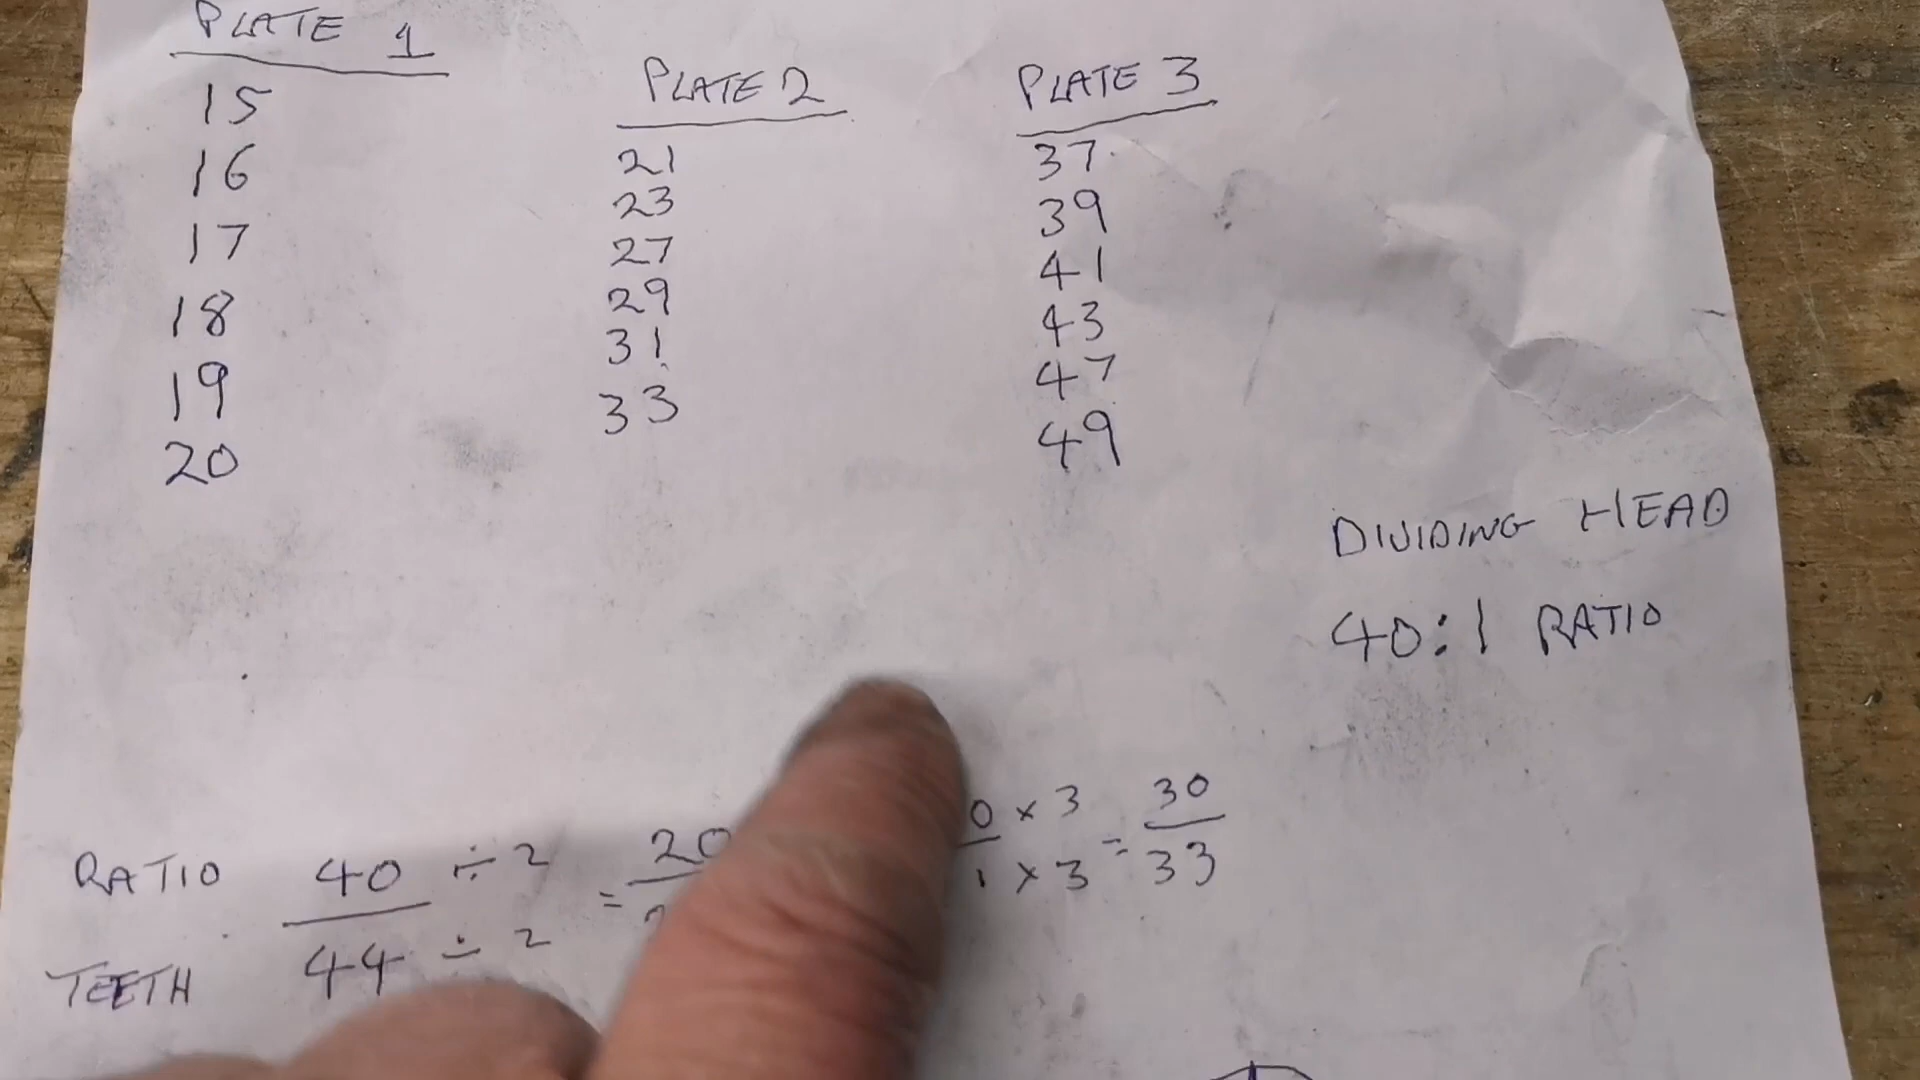 PLATE 1
15
16
17
18
19
20
PLATE 2
21
23
27
29
31
33
PLATE 3
37
39
41
43
47
49
DIVIDING HEAD
40:1 RATIO
RATIO 40 ÷ 2 = 20 0 × 3 = 30
TEETH 44 ÷ 2 × 3 33